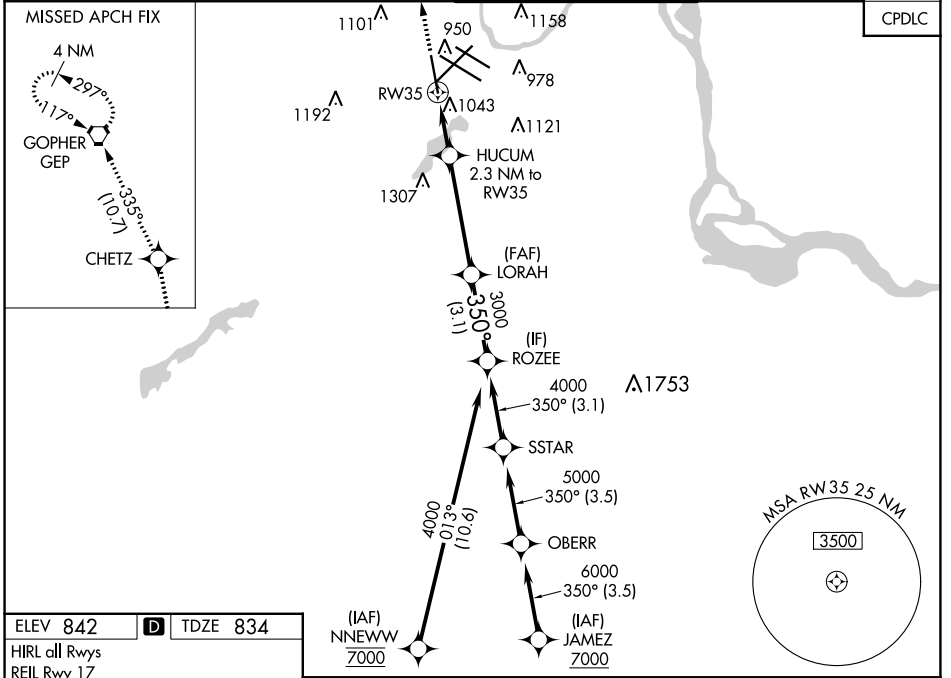 MISSED APCH FIX
4 NM
297°
117°
GOPHER
GEP
335°
(10.7)
CHETZ
CPDLC
1101
1158
950
978
1192
RW35
1043
1121
HUCUM
2.3 NM to
RW35
1307
(FAF)
LORAH
3000
350°
(3.1)
(IF)
ROZEE
1753
4000
350° (3.1)
SSTAR
5000
350° (3.5)
4000
013°
(10.6)
OBERR
6000
350° (3.5)
(IAF)
NNEWW
7000
(IAF)
JAMEZ
7000
MSA RW35 25 NM
3500
ELEV 842 D TDZE 834
HIRL all Rwys
REIL Rwy 17